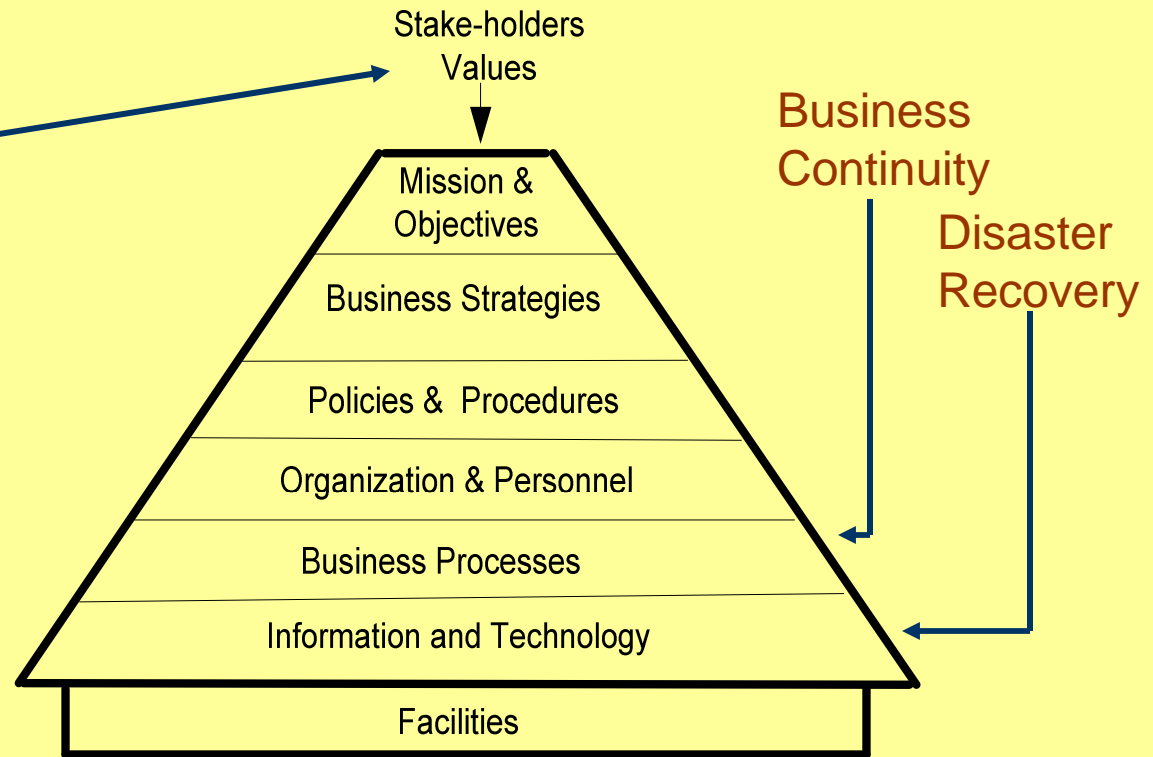 Stake-holders
Values
Business
Continuity
Disaster
Recovery
Mission &
Objectives
Business Strategies
Policies & Procedures
Organization & Personnel
Business Processes
Information and Technology
Facilities